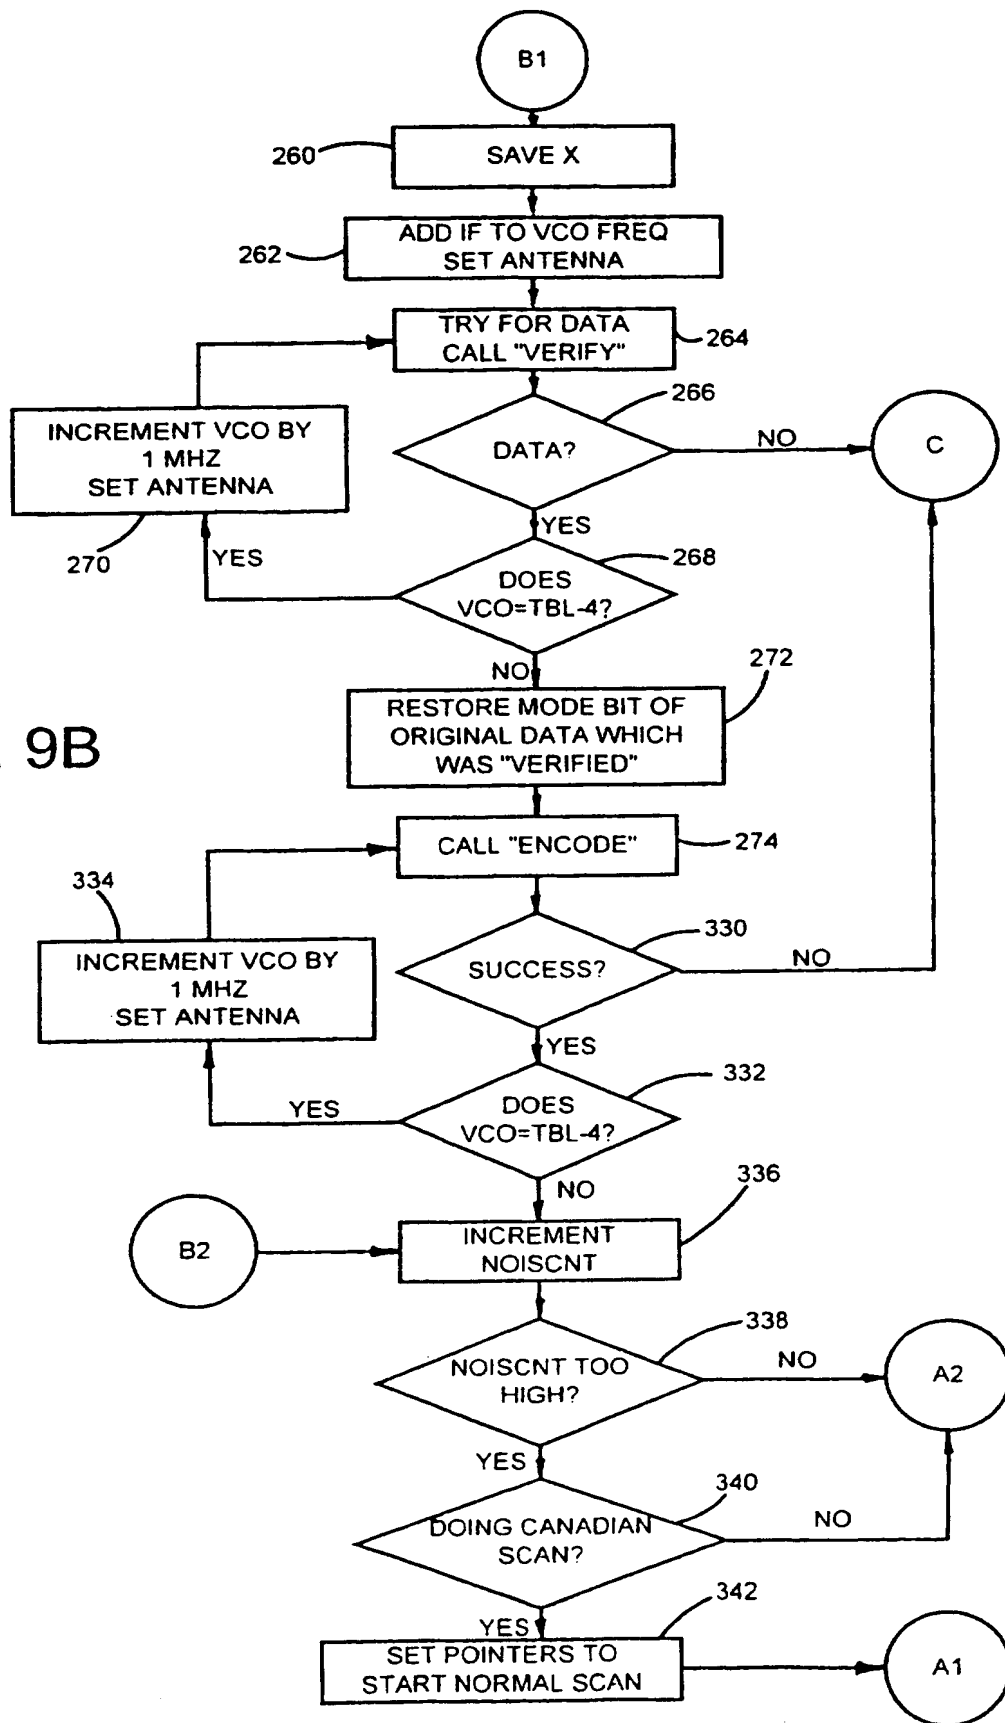 B1
260
SAVE X
262
ADD IF TO VCO FREQ
SET ANTENNA
TRY FOR DATA
CALL "VERIFY"
264
266
INCREMENT VCO BY
1 MHZ
SET ANTENNA
270
DATA?
NO
C
YES
YES
268
DOES
VCO=TBL-4?
NO
272
RESTORE MODE BIT OF
ORIGINAL DATA WHICH
WAS "VERIFIED"
9B
CALL "ENCODE"
274
334
INCREMENT VCO BY
1 MHZ
SET ANTENNA
330
SUCCESS?
NO
YES
332
YES
DOES
VCO=TBL-4?
NO
336
B2
INCREMENT
NOISCNT
338
NOISCNT TOO
HIGH?
NO
A2
YES
340
DOING CANADIAN
SCAN?
NO
342
YES
SET POINTERS TO
START NORMAL SCAN
A1